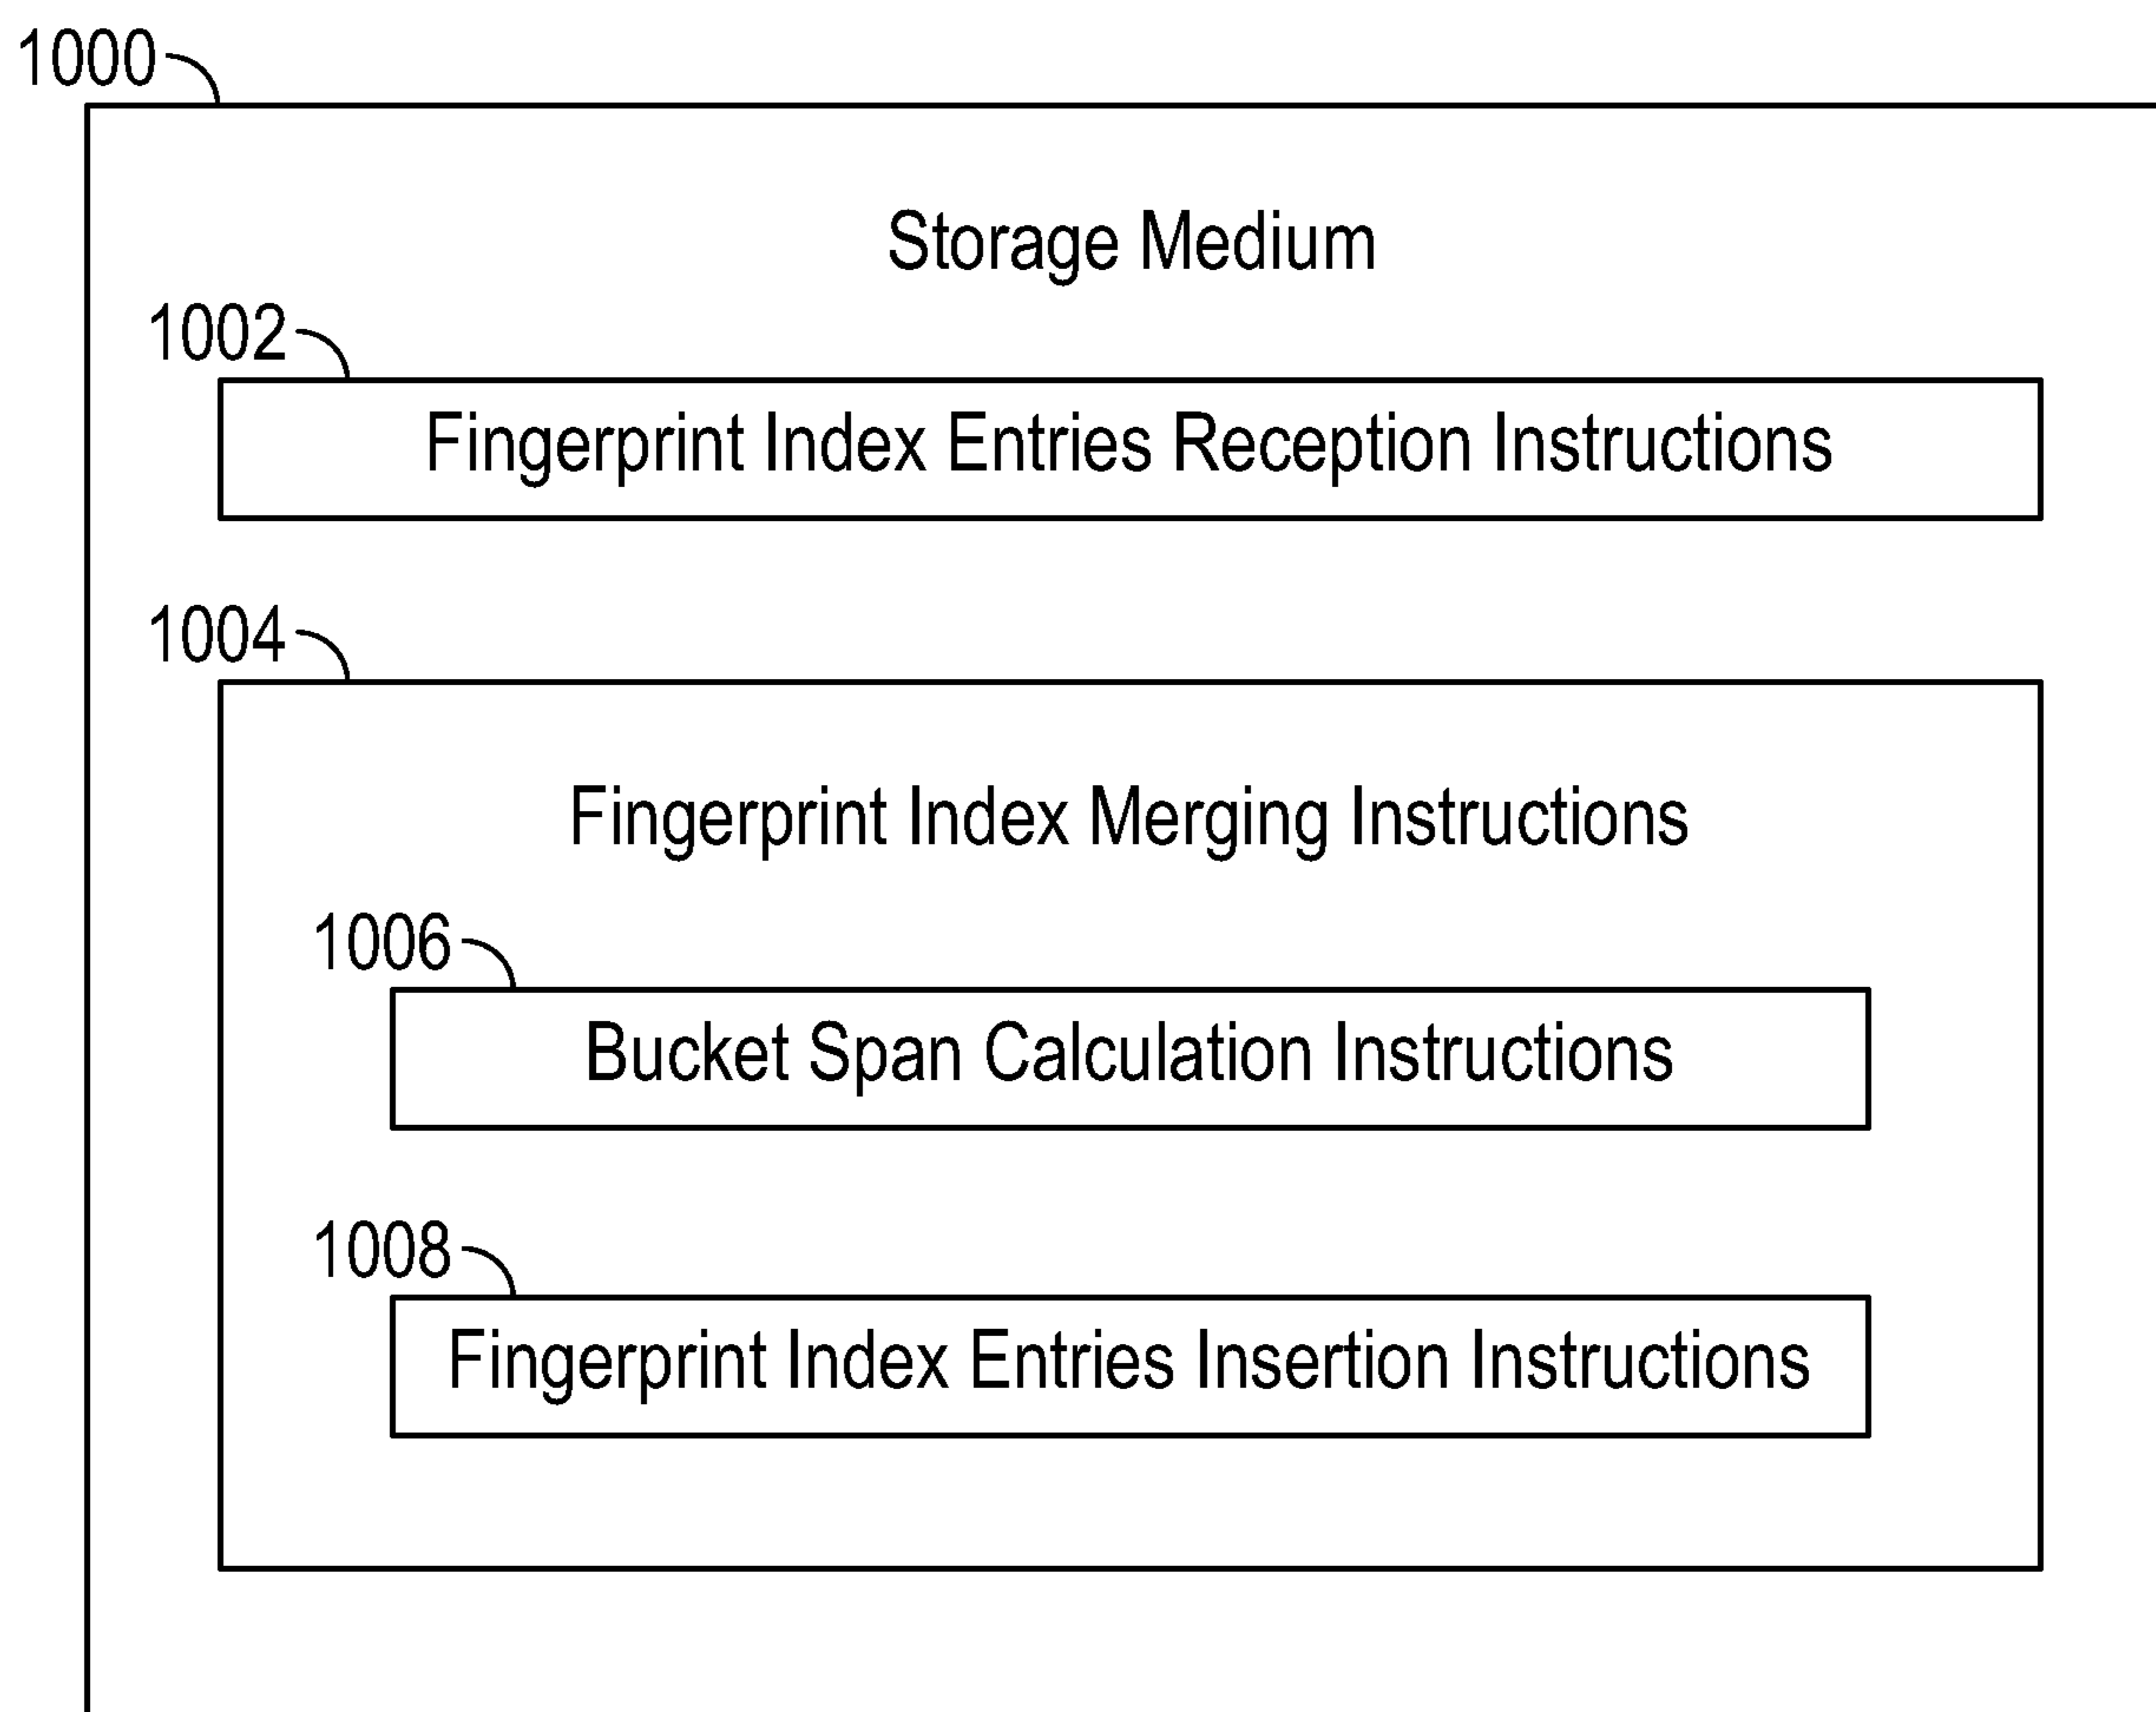 1000
Storage Medium
1002
Fingerprint Index Entries Reception Instructions
1004
Fingerprint Index Merging Instructions
1006
Bucket Span Calculation Instructions
1008
Fingerprint Index Entries Insertion Instructions